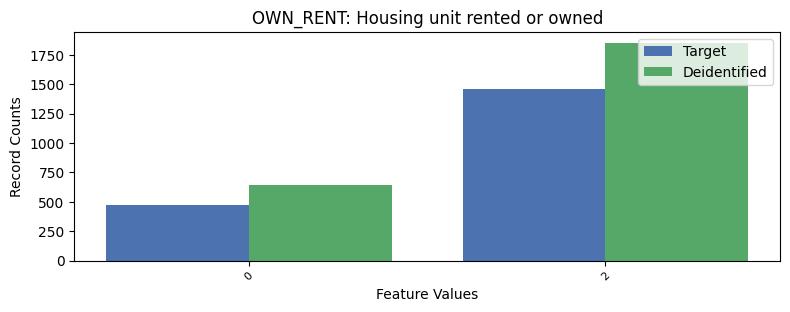 OWN_RENT: Housing unit rented or owned
Target
Deidentified
Record Counts
1750
1500
1250
1000
750
500
250
0
0
2
Feature Values